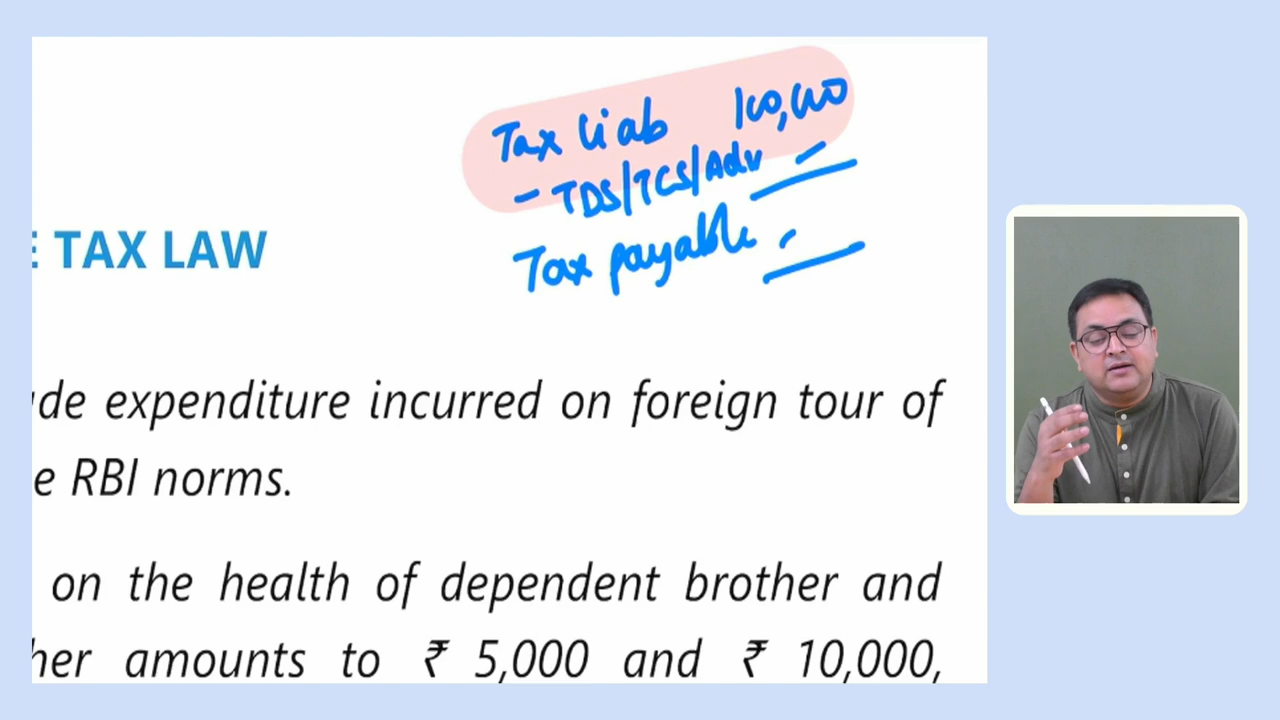 Tax liab 100,000
- TDS/TCS/Adv
Tax payable
E TAX LAW
de expenditure incurred on foreign tour of
e RBI norms.
on the health of dependent brother and
her amounts to ₹ 5,000 and ₹ 10,000,